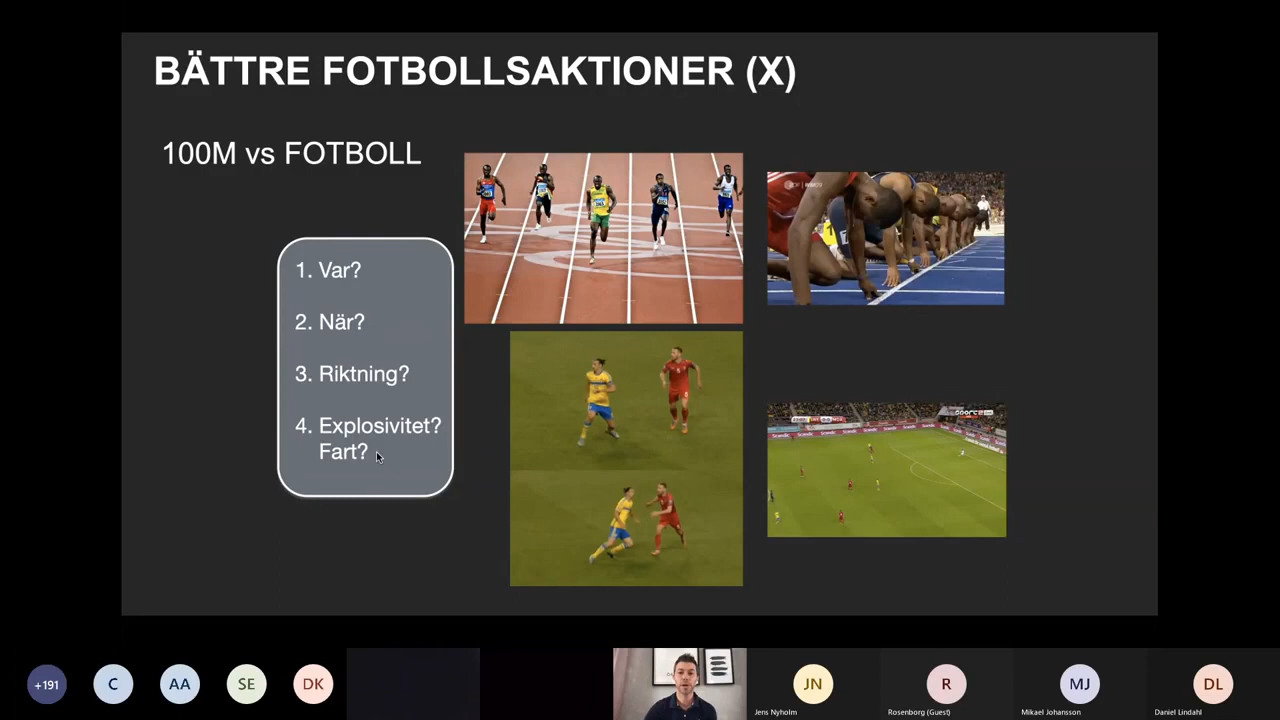 BÄTTRE FOTBOLLSAKTIONER (X)
100M vs FOTBOLL
1. Var?
2. När?
3. Riktning?
4. Explosivitet?
Fart?
+191
C
AA
SE
DK
JN
R
MJ
DL
Jens Nyholm
Rosenborg (Guest)
Mikael Johansson
Daniel Lindahl